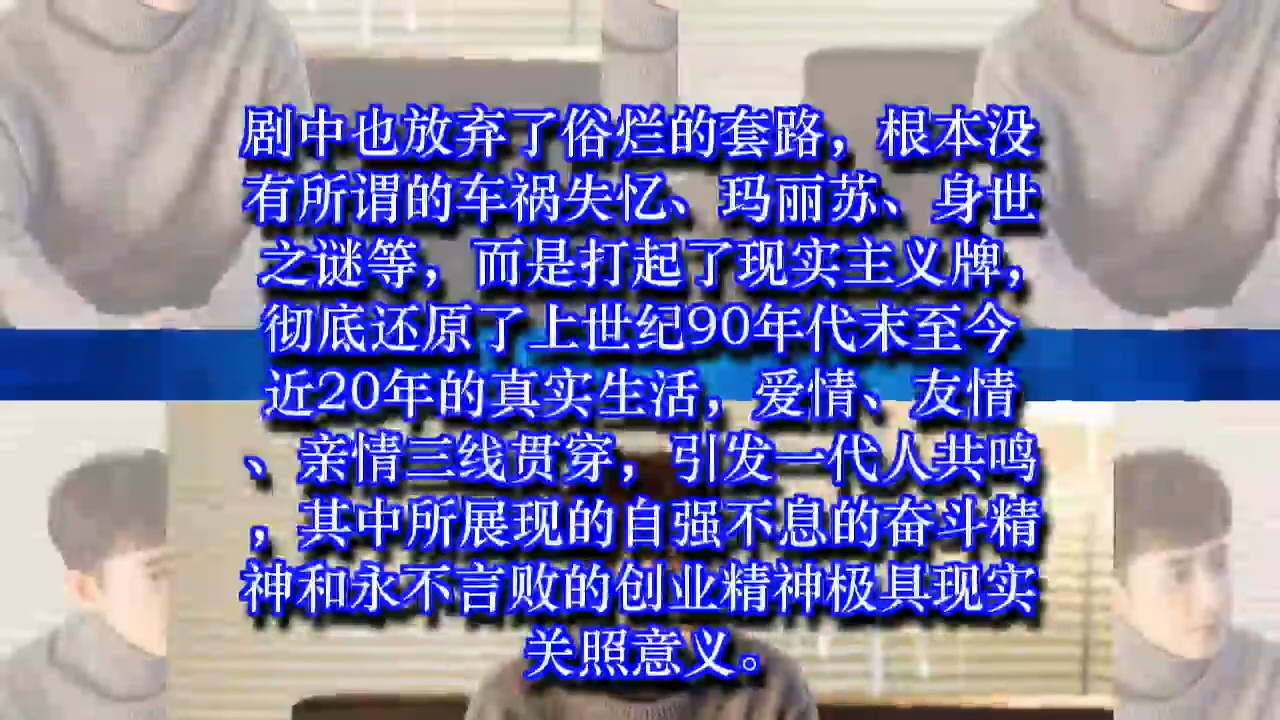 剧中也放弃了俗烂的套路，根本没
有所谓的车祸失忆、玛丽苏、身世
之谜等，而是打起了现实主义牌，
彻底还原了上世纪90年代末至今
近20年的真实生活，爱情、友情
、亲情三线贯穿，引发一代人共鸣
，其中所展现的自强不息的奋斗精
神和永不言败的创业精神极具现实
关照意义。